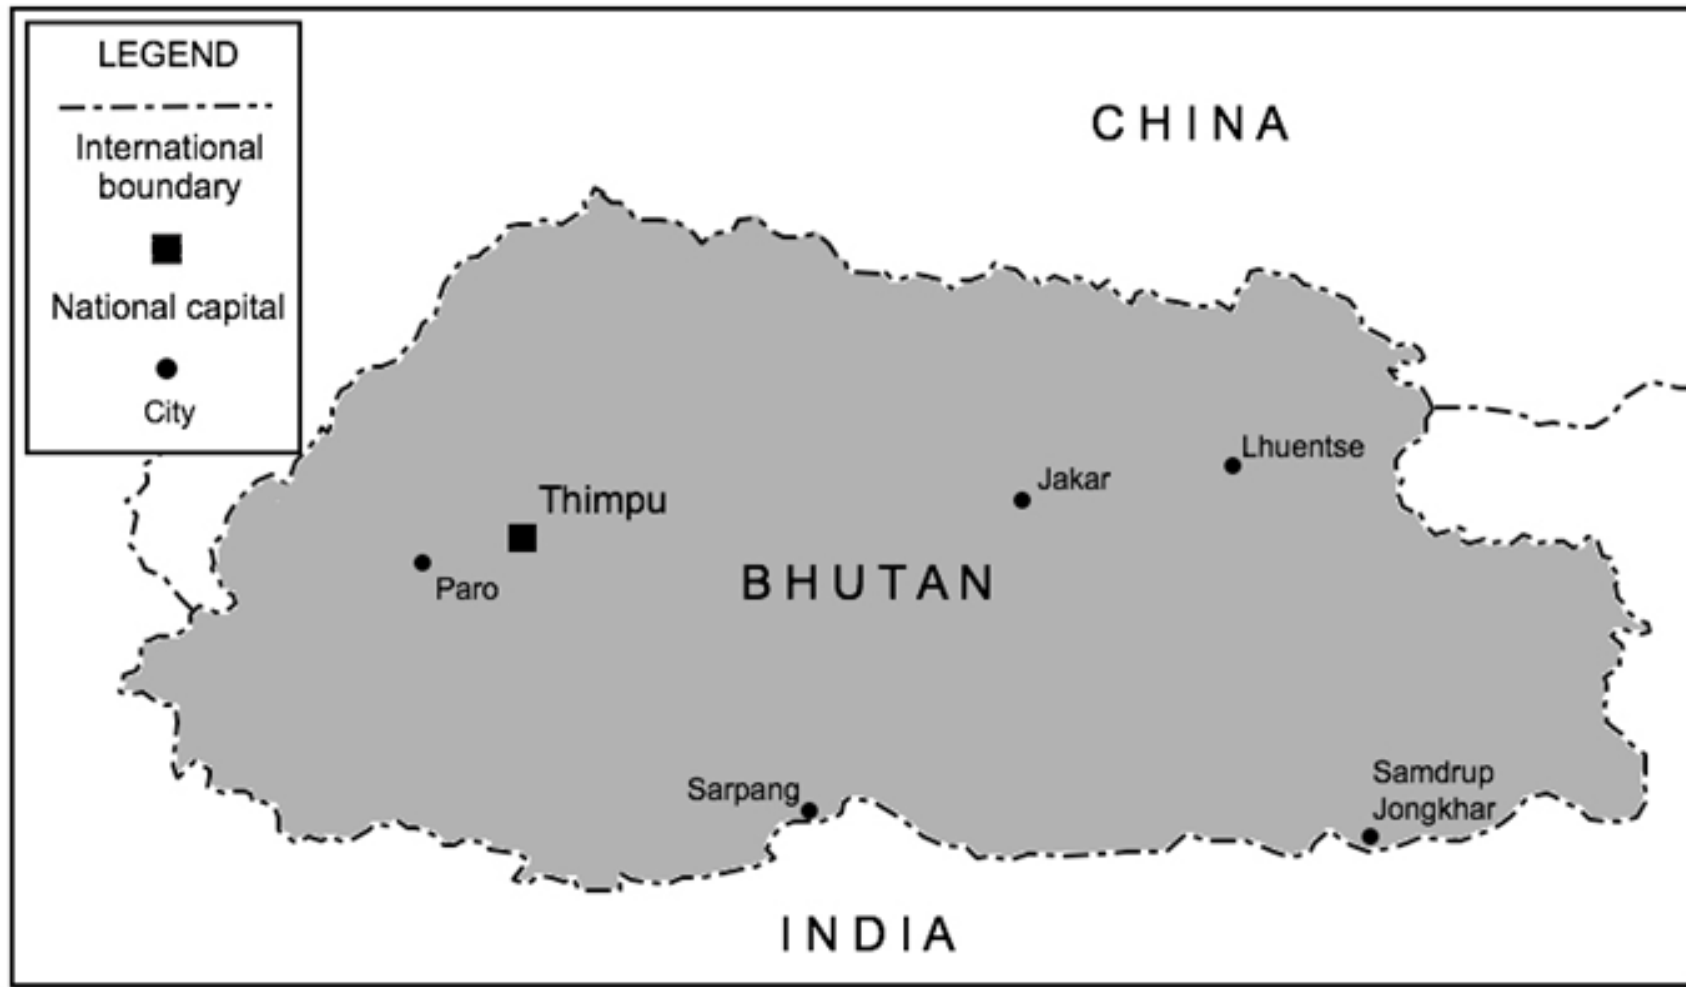 LEGEND
International
boundary
National capital
City
CHINA
Lhuentse
Jakar
Thimpu
BHUTAN
Paro
Sarpang
Samdrup
Jongkhar
INDIA